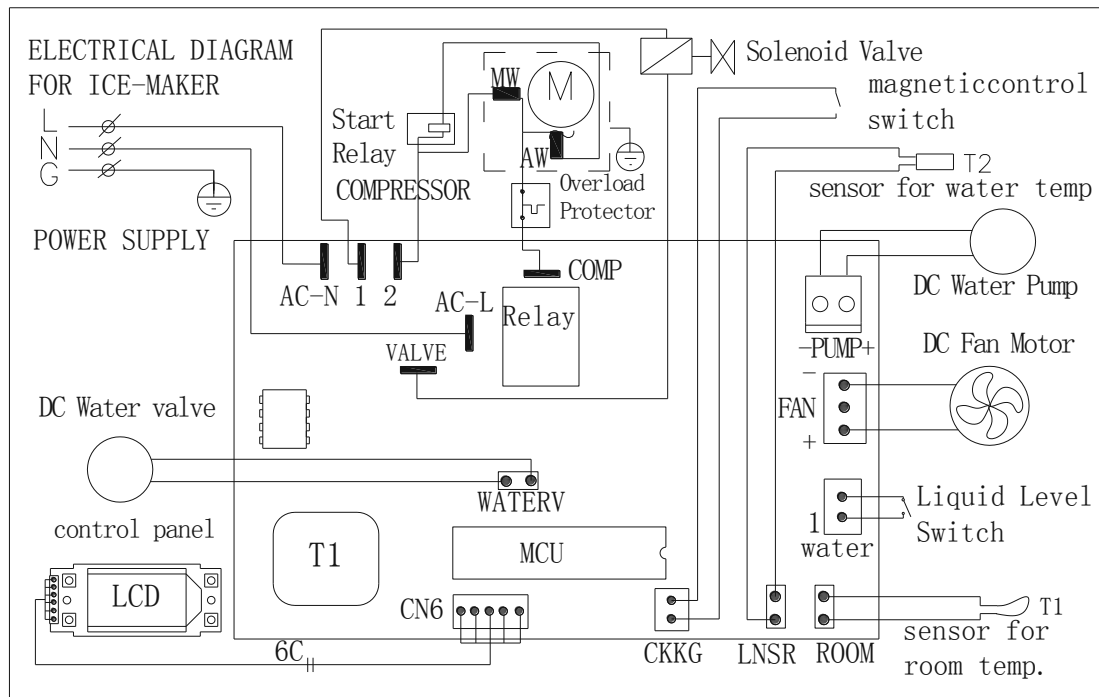 ELECTRICAL DIAGRAM
FOR ICE-MAKER
L
N
G
POWER SUPPLY
Start
Relay
COMPRESSOR
MW
M
AW
Overload
Protector
Solenoid Valve
magneticcontrol
switch
T2
sensor for water temp
DC Water Pump
AC-N 1 2
AC-L
COMP
Relay
VALVE
-PUMP+
DC Fan Motor
-
FAN
+
DC Water valve
WATERV
control panel
LCD
T1
MCU
1
water
Liquid Level
Switch
CN6
6C
CKKG
LNSR
ROOM
T1
sensor for
room temp.